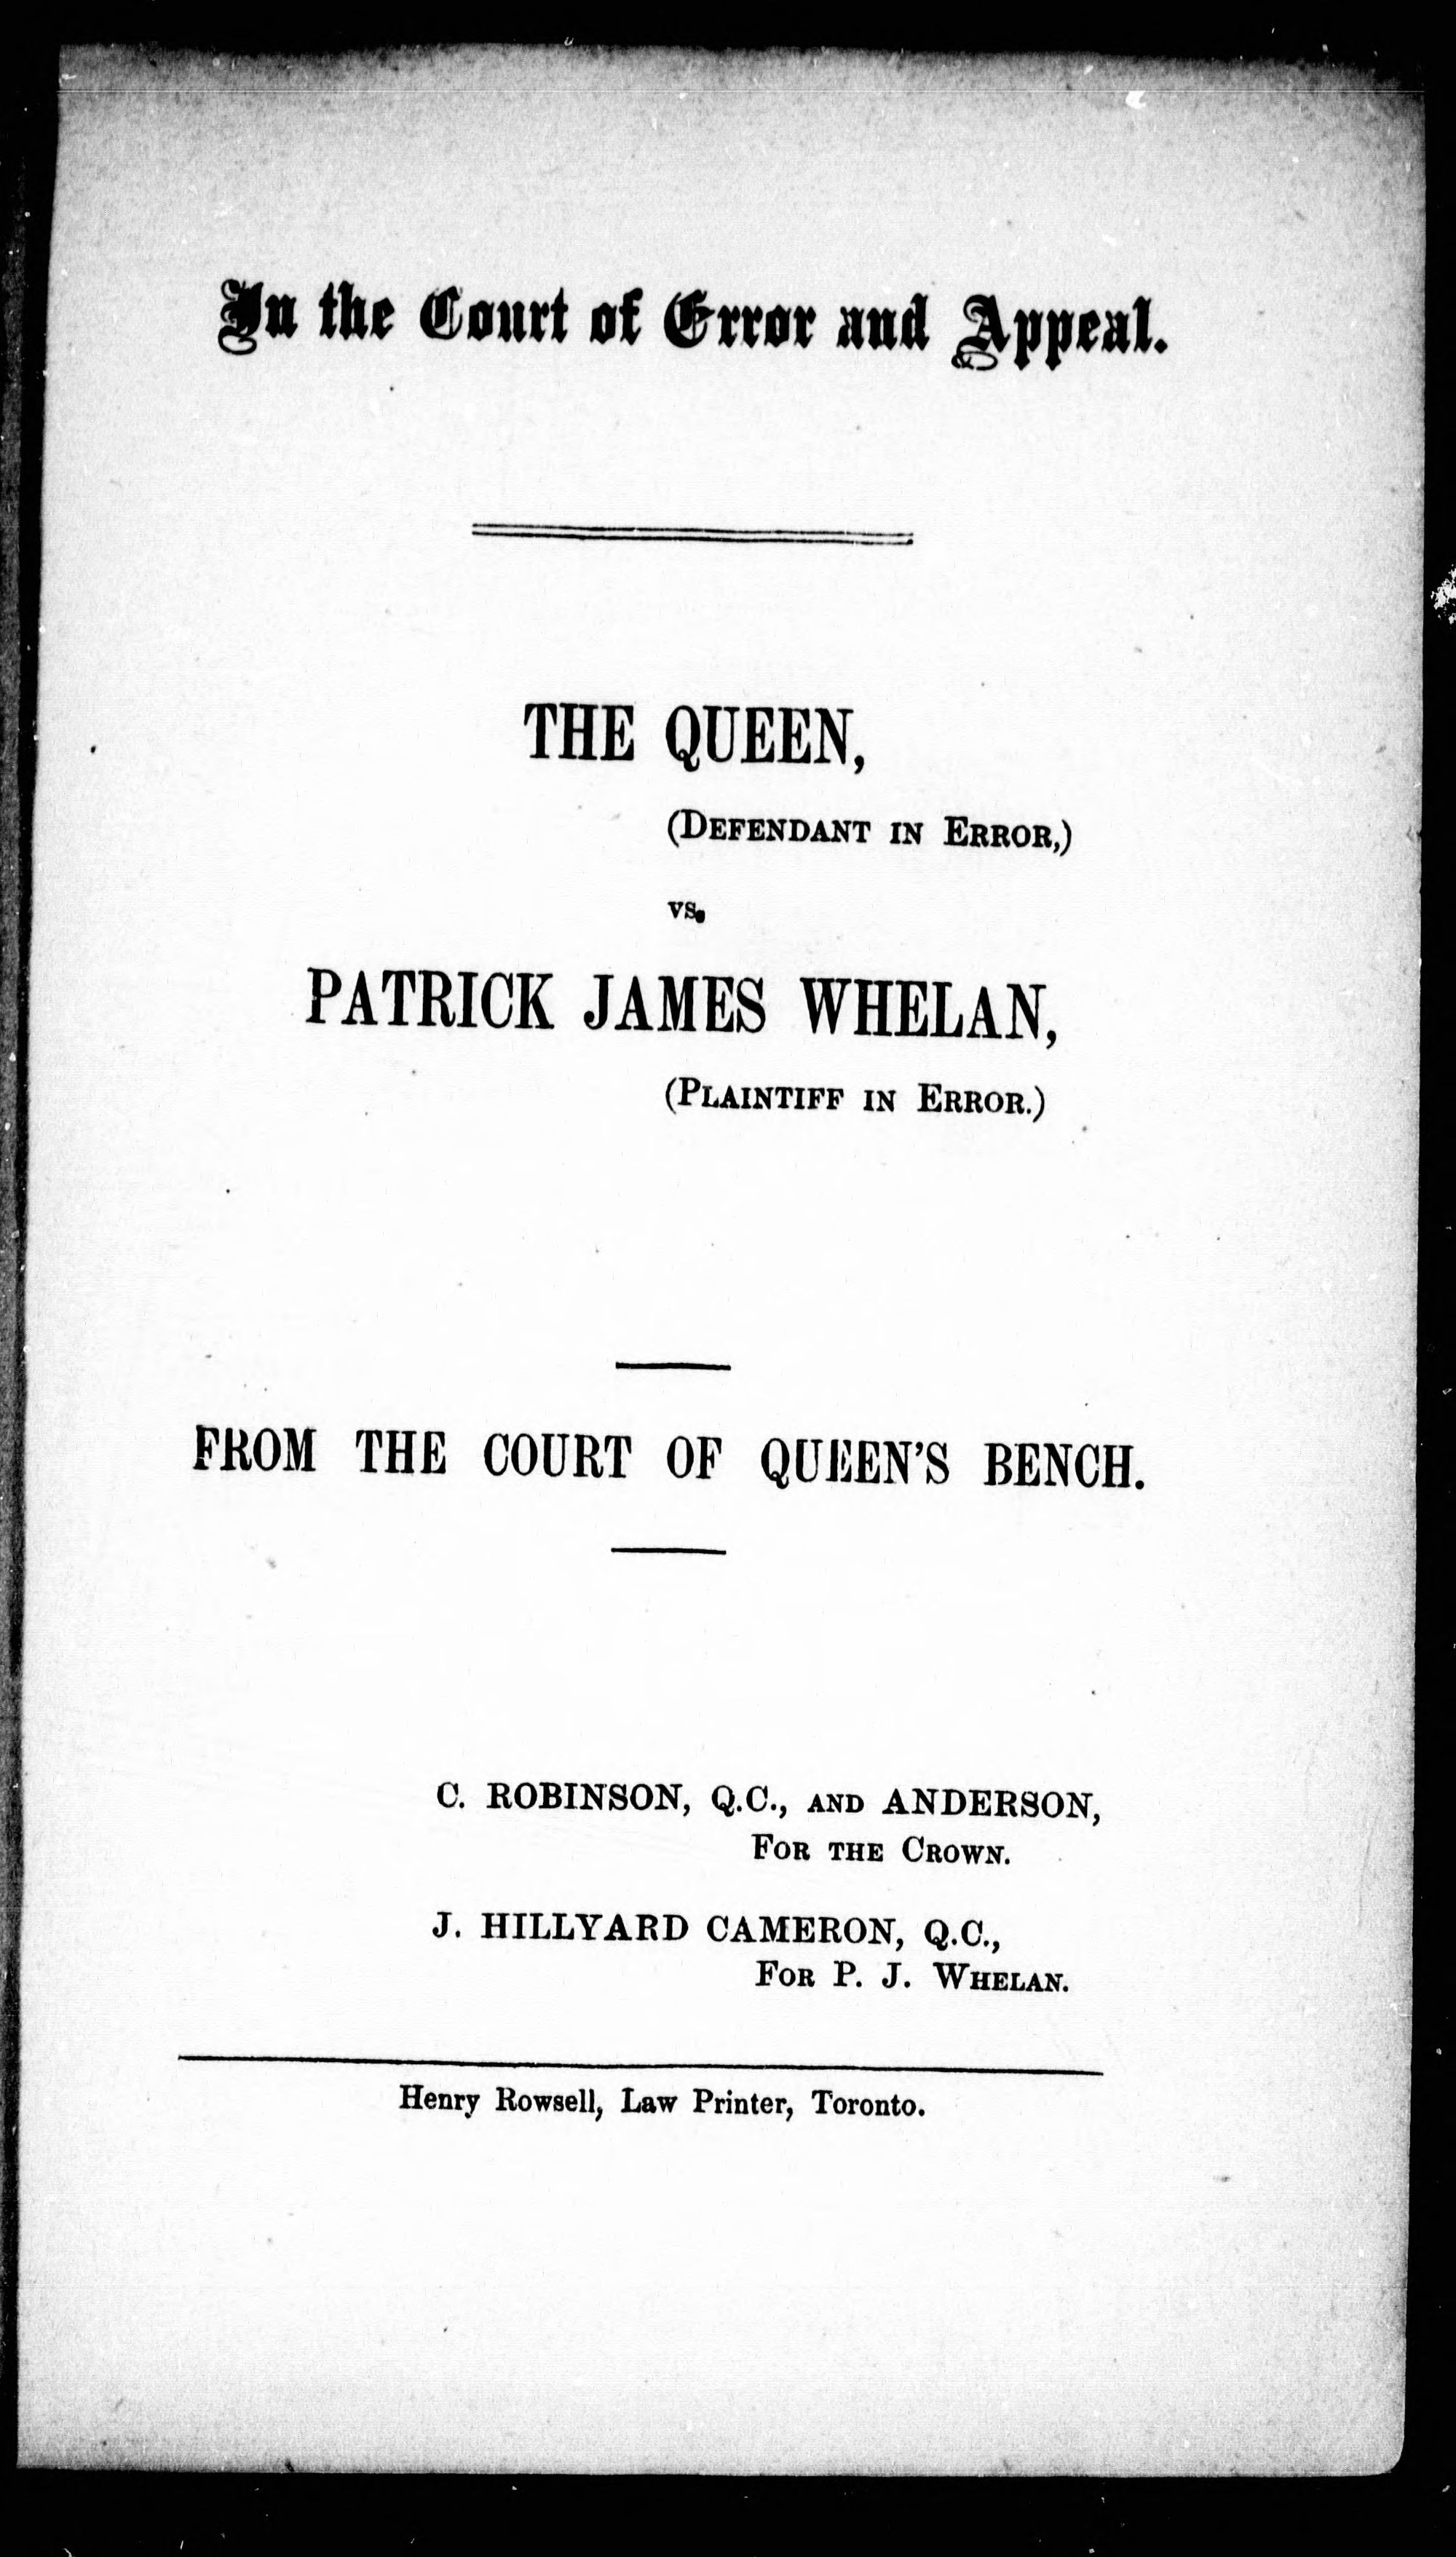 In the Court of Error and Appeal.
THE QUEEN,
(DEFENDANT IN ERROR,)
vs.
PATRICK JAMES WHELAN,
(PLAINTIFF IN ERROR.)
FROM THE COURT OF QUEEN'S BENCH.
C. ROBINSON, Q.C., AND ANDERSON,
FOR THE CROWN.
J. HILLYARD CAMERON, Q.C.,
FOR P. J. WHELAN.
Henry Rowsell, Law Printer, Toronto.